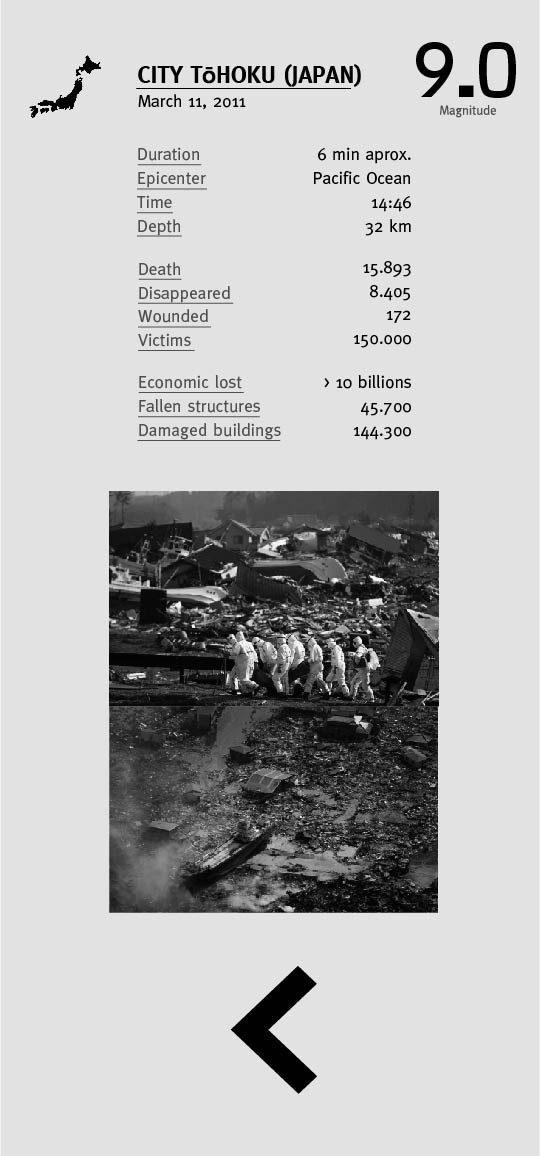 CITY TōHOKU (JAPAN)
March 11, 2011
9.0
Magnitude
Duration 6 min aprox.
Epicenter Pacific Ocean
Time 14:46
Depth 32 km
Death 15.893
Disappeared 8.405
Wounded 172
Victims 150.000
Economic lost > 10 billions
Fallen structures 45.700
Damaged buildings 144.300